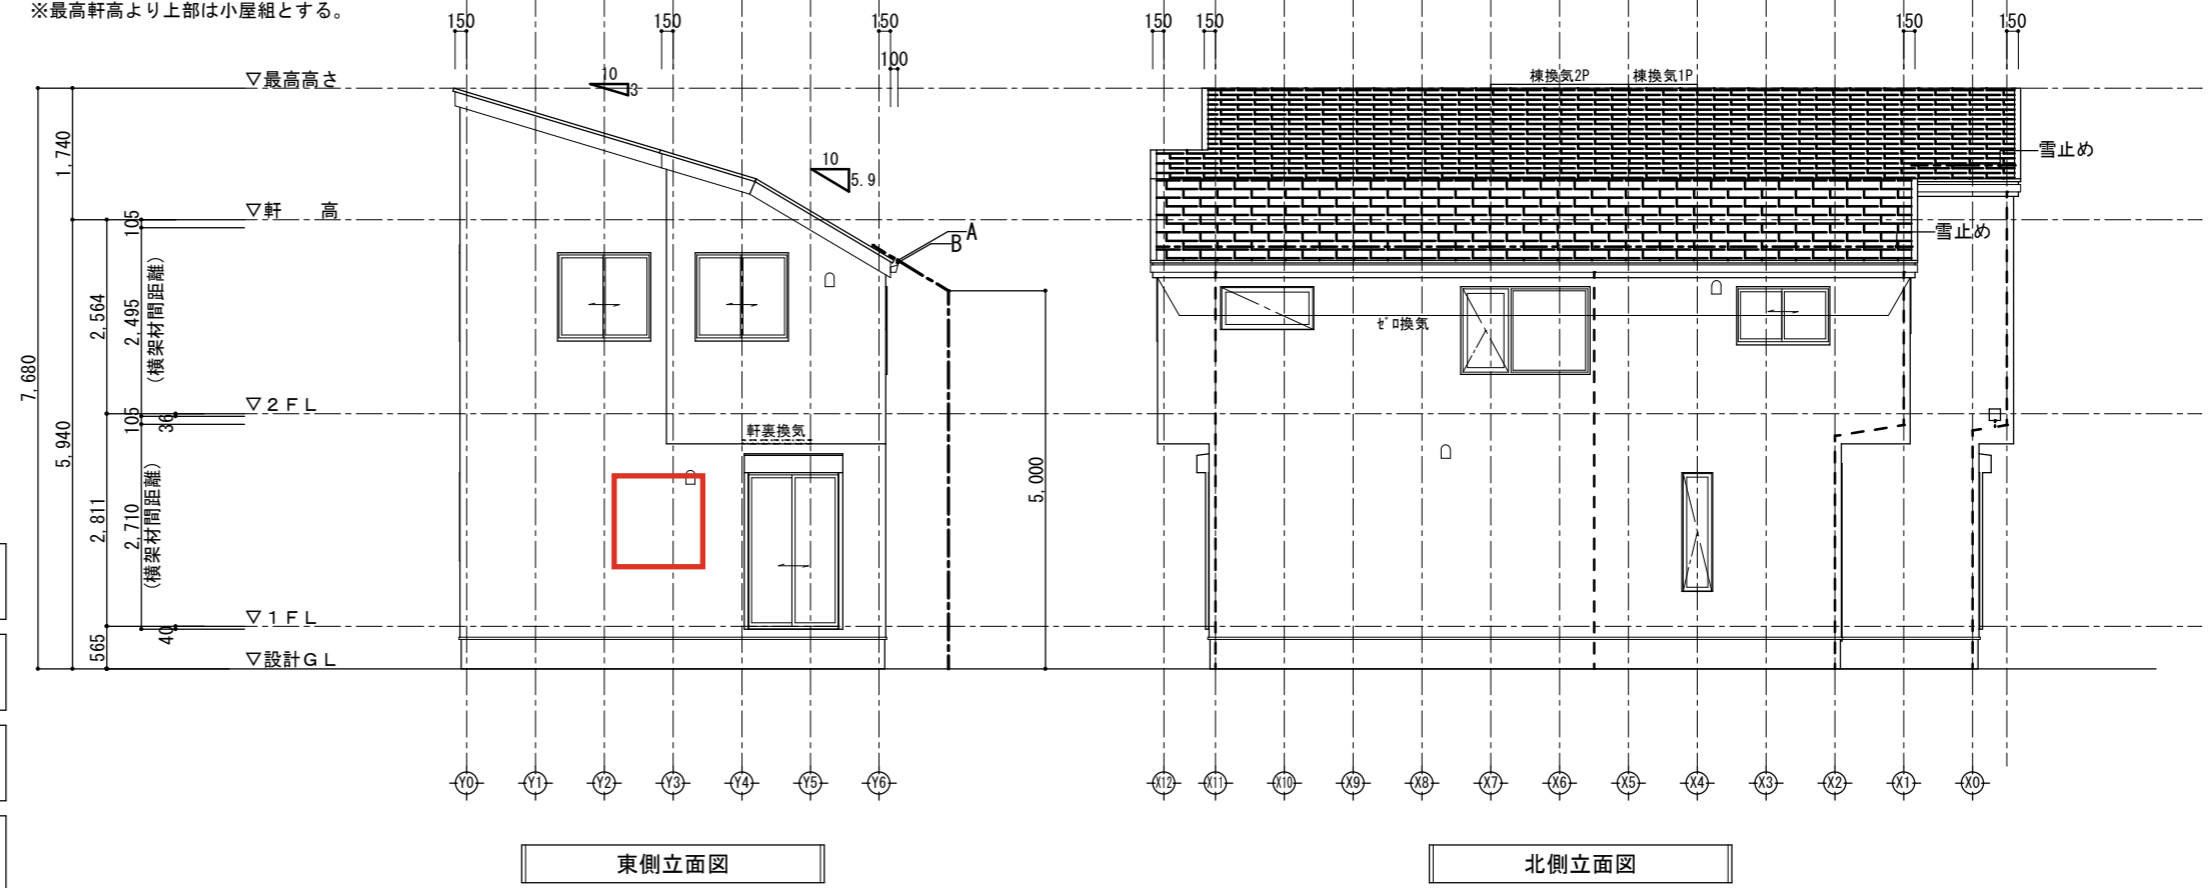 ※最高軒高より上部は小屋組とする。
150 150 150 150 150 150 150
100
▽最高高さ
10
3
棟換気2P 棟換気1P
1,740
10
5.9
雪止め
▽軒 高
105
A
B
雪止め
7,680
5,940
2,564
2,495
(横架材間距離)
ｾﾞﾛ換気
▽2FL
105
36
軒裏換気
5,000
2,811
2,710
(横架材間距離)
▽1FL
40
565
▽設計GL
Y0 Y1 Y2 Y3 Y4 Y5 Y6 X12 X11 X10 X9 X8 X7 X6 X5 X4 X3 X2 X1 X0
東側立面図 北側立面図